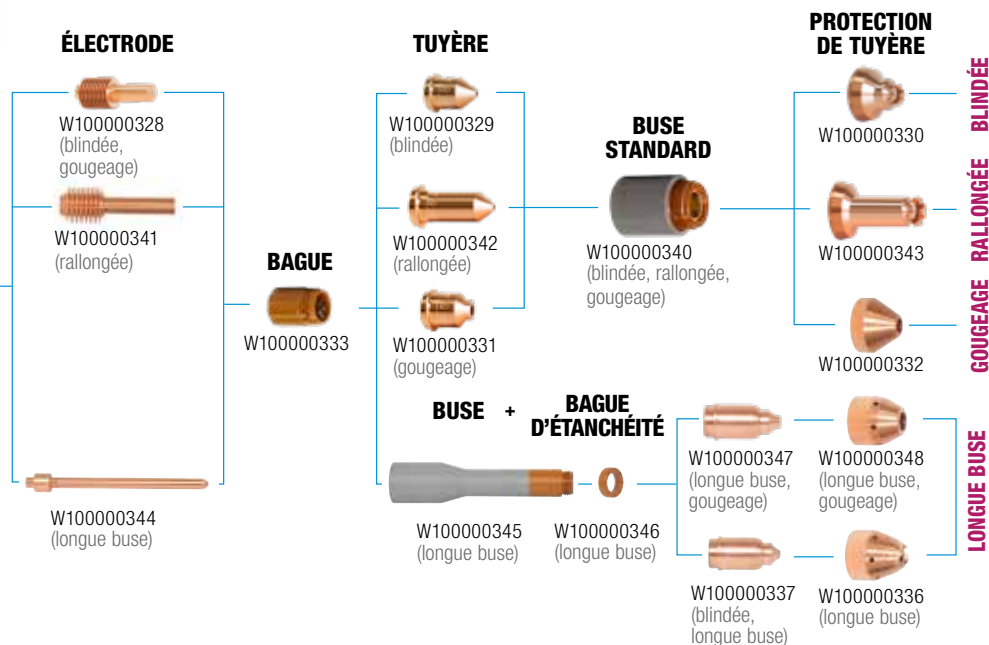 ÉLECTRODE
W100000328
(blindée,
gougeage)
W100000341
(rallongée)
W100000344
(longue buse)
BAGUE
W100000333
TUYÈRE
W100000329
(blindée)
W100000342
(rallongée)
W100000331
(gougeage)
BUSE
STANDARD
W100000340
(blindée, rallongée,
gougeage)
PROTECTION
DE TUYÈRE
W100000330
BLINDÉE
W100000343
RALLONGÉE
W100000332
GOUGEAGE
BUSE + BAGUE
D'ÉTANCHÉITÉ
W100000345
(longue buse)
W100000346
(longue buse)
W100000347
(longue buse,
gougeage)
W100000348
(longue buse,
gougeage)
W100000337
(blindée,
longue buse)
W100000336
(longue buse)
LONGUE BUSE